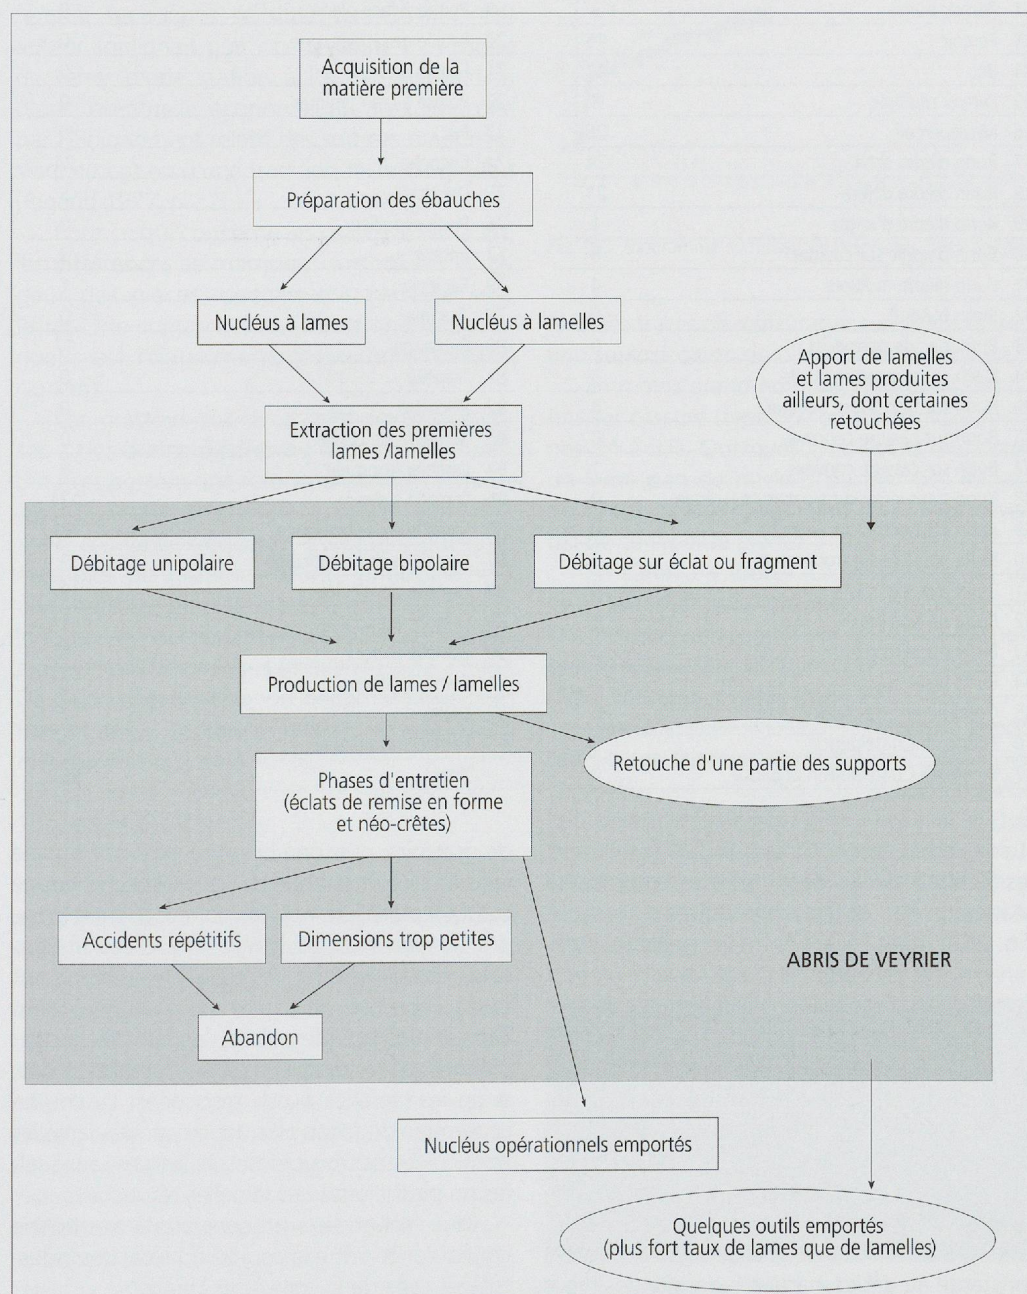 Acquisition de la
matière première
Préparation des ébauches
Nucléus à lames
Nucléus à lamelles
Apport de lamelles
et lames produites
ailleurs, dont certaines
retouchées
Extraction des premières
lames /lamelles
Débitage unipolaire
Débitage bipolaire
Débitage sur éclat ou fragment
Production de lames / lamelles
Retouche d'une partie des supports
Phases d'entretien
(éclats de remise en forme
et néo-crêtes)
Accidents répétitifs
Dimensions trop petites
ABRIS DE VEYRIER
Abandon
Nucléus opérationnels emportés
Quelques outils emportés
(plus fort taux de lames que de lamelles)